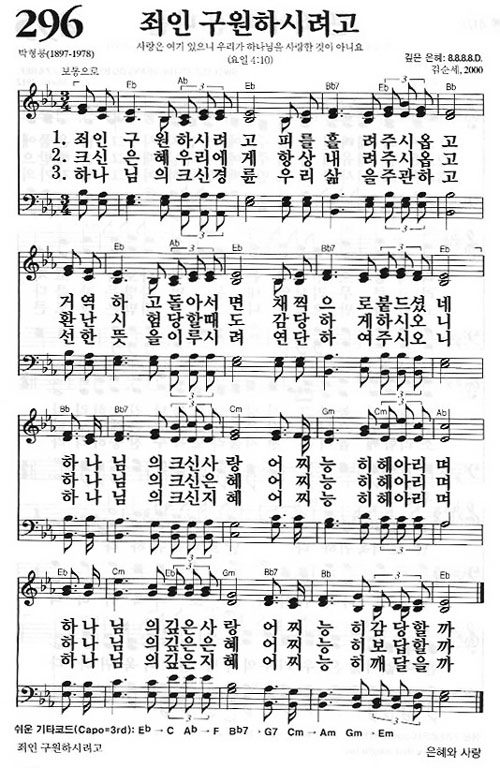 296
죄인 구원하시려고
사랑은 여기 있으니 우리가 하나님을 사랑한 것이 아니요
(요일 4:10)
박형룡(1897-1978)
깊은 은혜: 8.8.8.8.D.
김순세, 2000
보통으로
Eb Ab Eb Bb7 Eb Bb
1. 죄인 구 원하시려 고 피를 흘 려주시옵 고
2. 크신 은 혜우리에 게 항상 내 려주시옵 고
3. 하나 님 의크신경 륜 우리 삶 을주관하 고
Eb Ab Eb Bb7 Eb
거역 하 고돌아서 면 채찍 으 로붙드셨 네
환난 시 험당할때 도 감당 하 게하시오 니
선한 뜻 을이루시 려 연단 하 여주시오 니
Bb Bb7 Cm Gm Cm Ab
하나 님 의크신사 랑 어찌 능 히헤아리 며
하나 님 의크신은 혜 어찌 능 히헤아리 며
하나 님 의크신지 혜 어찌 능 히헤아리 며
Eb Cm Gm Bb7 Bb Bb7 Eb
하나 님 의깊은사 랑 어찌 능 히감당할 까
하나 님 의깊은은 혜 어찌 능 히보답할 까
하나 님 의깊은지 혜 어찌 능 히깨달을 까
쉬운 기타코드(Capo=3rd): Eb → C Ab → F Bb7 → G7 Cm → Am Gm → Em
죄인 구원하시려고
은혜와 사랑